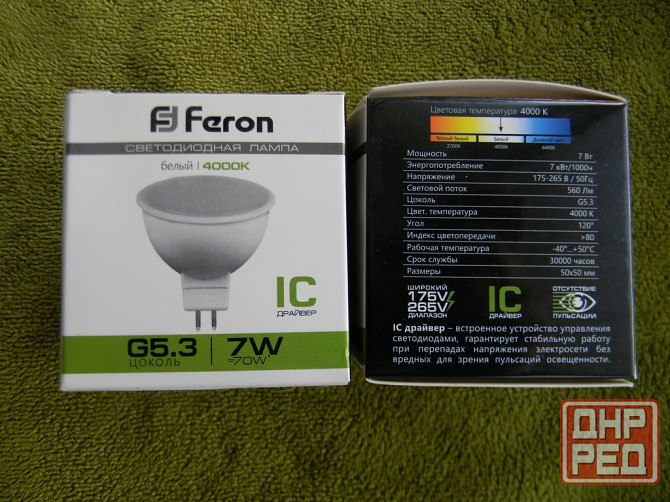 Feron
СВЕТОДИОДНАЯ ЛАМПА
белый | 4000K
IC
ДРАЙВЕР
G5.3
ЦОКОЛЬ
7W
=70W
Цветовая температура 4000 К
Теплый белый Белый Дневной свет
2700К 4000К 6400К
Мощность 7 Вт
Энергопотребление 7 кВт/1000ч
Напряжение 175-265 В / 50Гц
Световой поток 560 Лм
Цоколь G5.3
Цвет. температура 4000 К
Угол 120°
Индекс цветопередачи >80
Рабочая температура -40°...+50°С
Срок службы 30000 часов
Размеры 50х50 мм
ШИРОКИЙ
175V
265V
ДИАПАЗОН
IC
ДРАЙВЕР
ОТСУТСТВИЕ
ПУЛЬСАЦИИ
IC драйвер – встроенное устройство управления
светодиодами, гарантирует стабильную работу
при перепадах напряжения электросети без
вредных для зрения пульсаций освещенности.
ДНР
РЕД